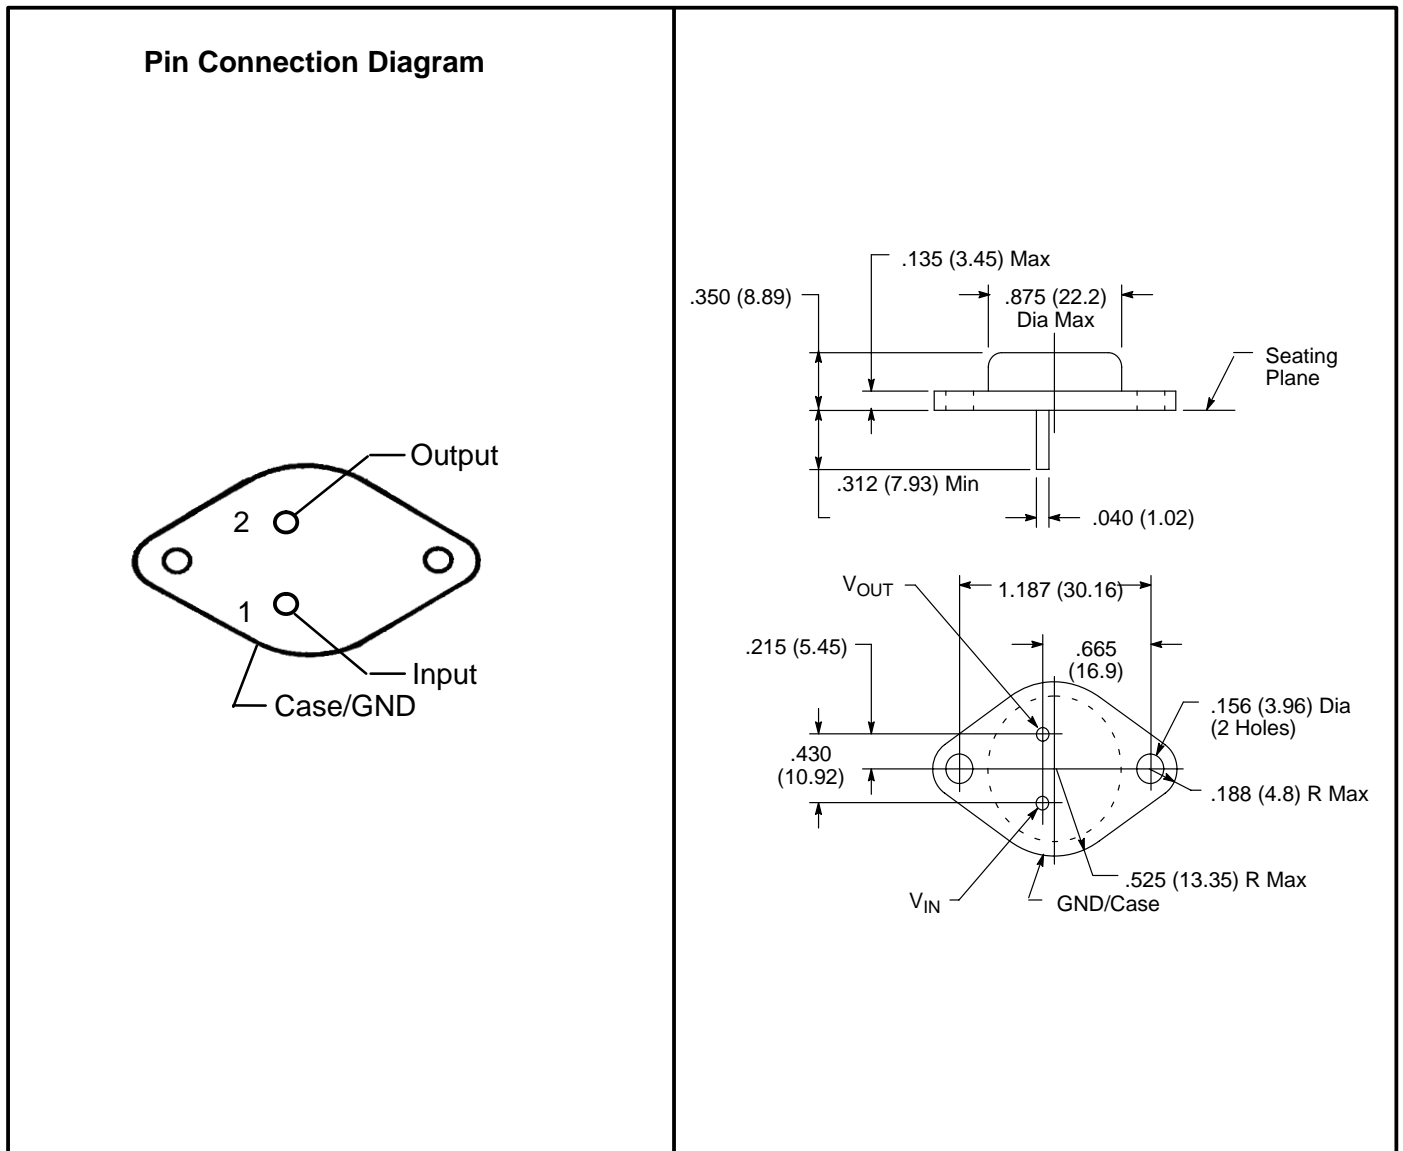 Pin Connection Diagram
Output
2
1
Input
Case/GND
.135 (3.45) Max
.350 (8.89)
.875 (22.2)
Dia Max
Seating
Plane
.312 (7.93) Min
.040 (1.02)
VOUT
1.187 (30.16)
.215 (5.45)
.665
(16.9)
.156 (3.96) Dia
(2 Holes)
.430
(10.92)
.188 (4.8) R Max
.525 (13.35) R Max
VIN
GND/Case